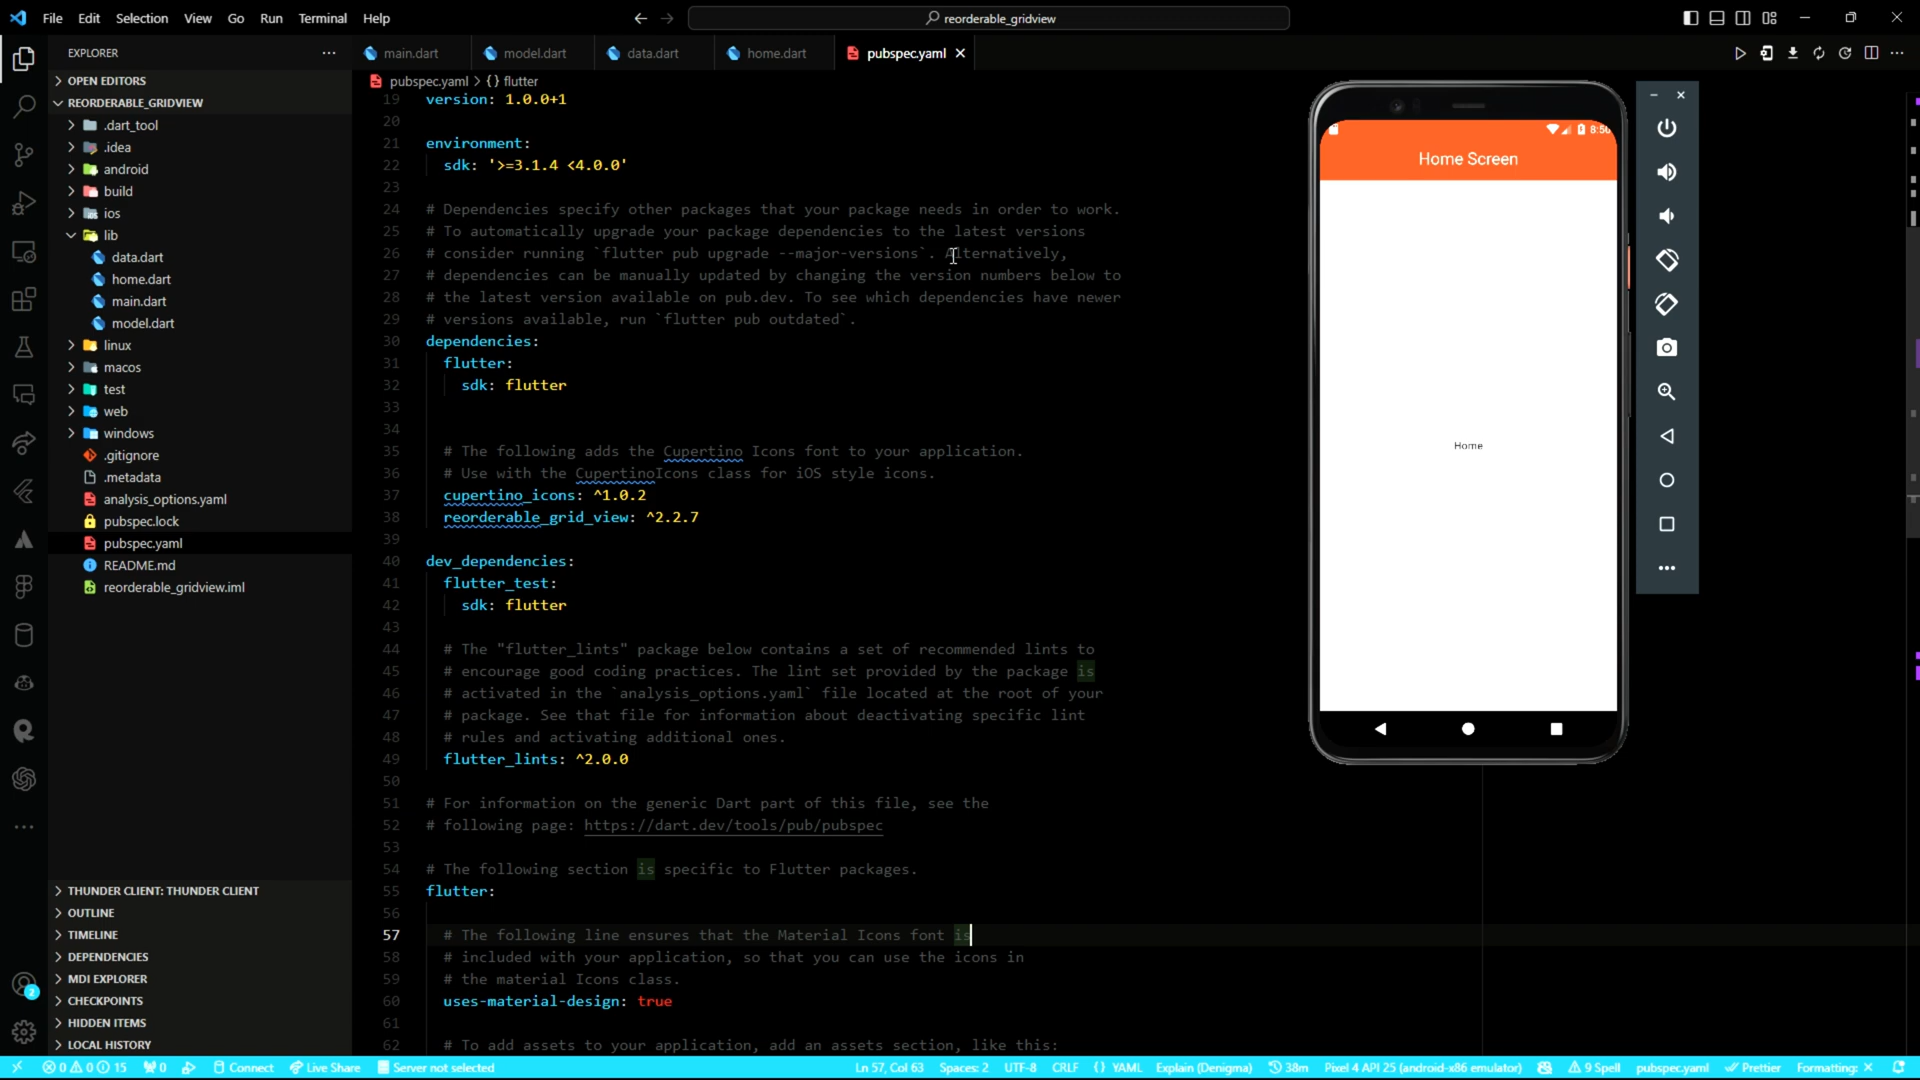 File Edit Selection View Go Run Terminal Help
reorderable_gridview
EXPLORER
OPEN EDITORS
REORDERABLE_GRIDVIEW
.dart_tool
.idea
android
build
ios
lib
data.dart
home.dart
main.dart
model.dart
linux
macos
test
web
windows
.gitignore
.metadata
analysis_options.yaml
pubspec.lock
pubspec.yaml
README.md
reorderable_gridview.iml
THUNDER CLIENT: THUNDER CLIENT
OUTLINE
TIMELINE
DEPENDENCIES
MDI EXPLORER
CHECKPOINTS
HIDDEN ITEMS
LOCAL HISTORY
2
main.dart model.dart data.dart home.dart pubspec.yaml
pubspec.yaml > {} flutter
19 version: 1.0.0+1
20
21 environment:
22 sdk: '>=3.1.4 <4.0.0'
23
24 # Dependencies specify other packages that your package needs in order to work.
25 # To automatically upgrade your package dependencies to the latest versions
26 # consider running `flutter pub upgrade --major-versions`. Alternatively,
27 # dependencies can be manually updated by changing the version numbers below to
28 # the latest version available on pub.dev. To see which dependencies have newer
29 # versions available, run `flutter pub outdated`.
30 dependencies:
31 flutter:
32 sdk: flutter
33
34
35 # The following adds the Cupertino Icons font to your application.
36 # Use with the CupertinoIcons class for iOS style icons.
37 cupertino_icons: ^1.0.2
38 reorderable_grid_view: ^2.2.7
39
40 dev_dependencies:
41 flutter_test:
42 sdk: flutter
43
44 # The "flutter_lints" package below contains a set of recommended lints to
45 # encourage good coding practices. The lint set provided by the package is
46 # activated in the `analysis_options.yaml` file located at the root of your
47 # package. See that file for information about deactivating specific lint
48 # rules and activating additional ones.
49 flutter_lints: ^2.0.0
50
51 # For information on the generic Dart part of this file, see the
52 # following page: https://dart.dev/tools/pub/pubspec
53
54 # The following section is specific to Flutter packages.
55 flutter:
56
57 # The following line ensures that the Material Icons font is
58 # included with your application, so that you can use the icons in
59 # the material Icons class.
60 uses-material-design: true
61
62 # To add assets to your application, add an assets section, like this:
8:50
Home Screen
Home
0 0 15 0 Connect Live Share Server not selected Ln 57, Col 63 Spaces: 2 UTF-8 CRLF {} YAML Explain (Denigma) 38m Pixel 4 API 25 (android-x86 emulator) 9 Spell pubspec.yaml Prettier Formatting: ×